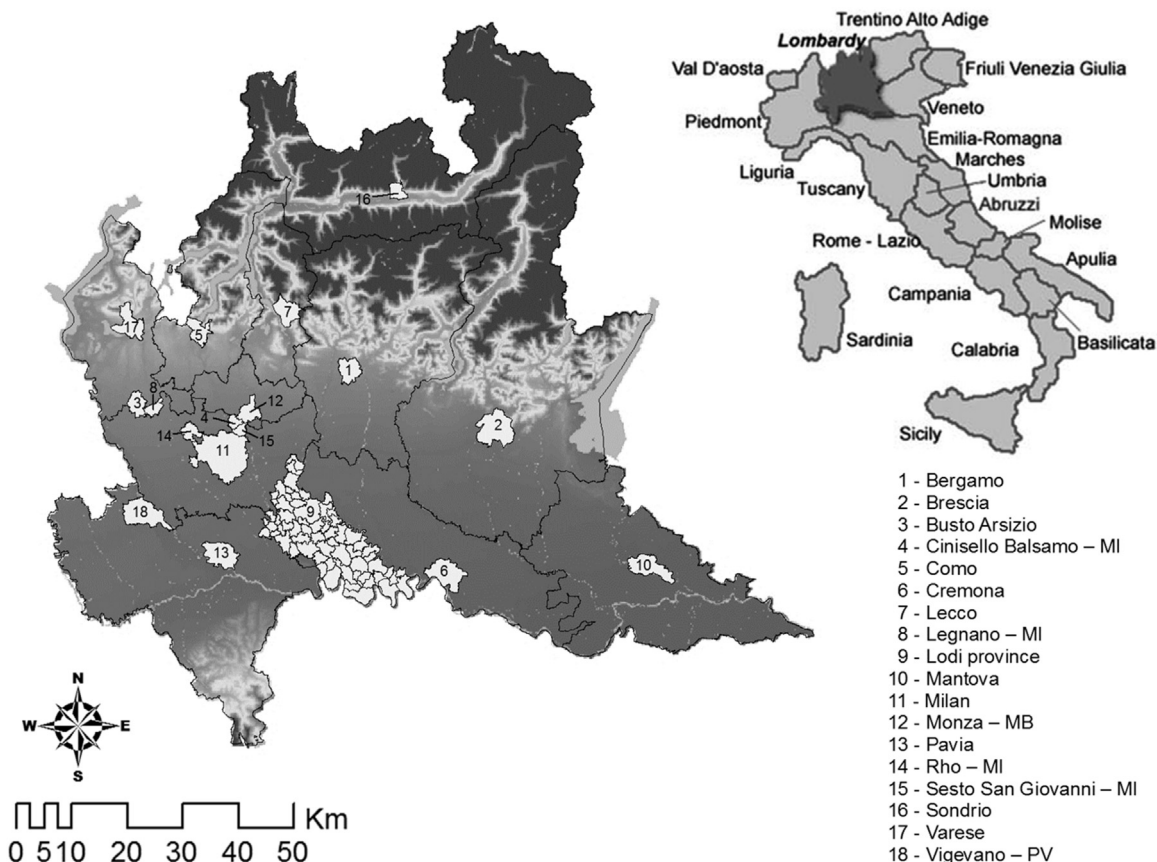 Trentino Alto Adige
Lombardy
Val D'aosta
Friuli Venezia Giulia
Piedmont
Veneto
Emilia-Romagna
Liguria
Marches
Tuscany
Umbria
Abruzzi
Molise
Rome - Lazio
Apulia
Campania
Sardinia
Calabria
Basilicata
Sicily
16
17
5
7
1
8
3
12
4
2
14
15
11
18
9
13
6
10
1 - Bergamo
2 - Brescia
3 - Busto Arsizio
4 - Cinisello Balsamo – MI
5 - Como
6 - Cremona
7 - Lecco
8 - Legnano – MI
9 - Lodi province
10 - Mantova
11 - Milan
12 - Monza – MB
13 - Pavia
14 - Rho – MI
15 - Sesto San Giovanni – MI
16 - Sondrio
17 - Varese
18 - Vigevano – PV
N
W E
S
Km
0 5 10 20 30 40 50